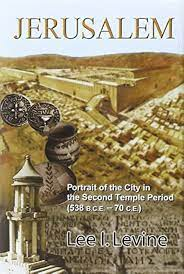 JERUSALEM
Portrait of the City in
the Second Temple Period
(538 B.C.E. – 70 C.E.)
Lee I. Levine